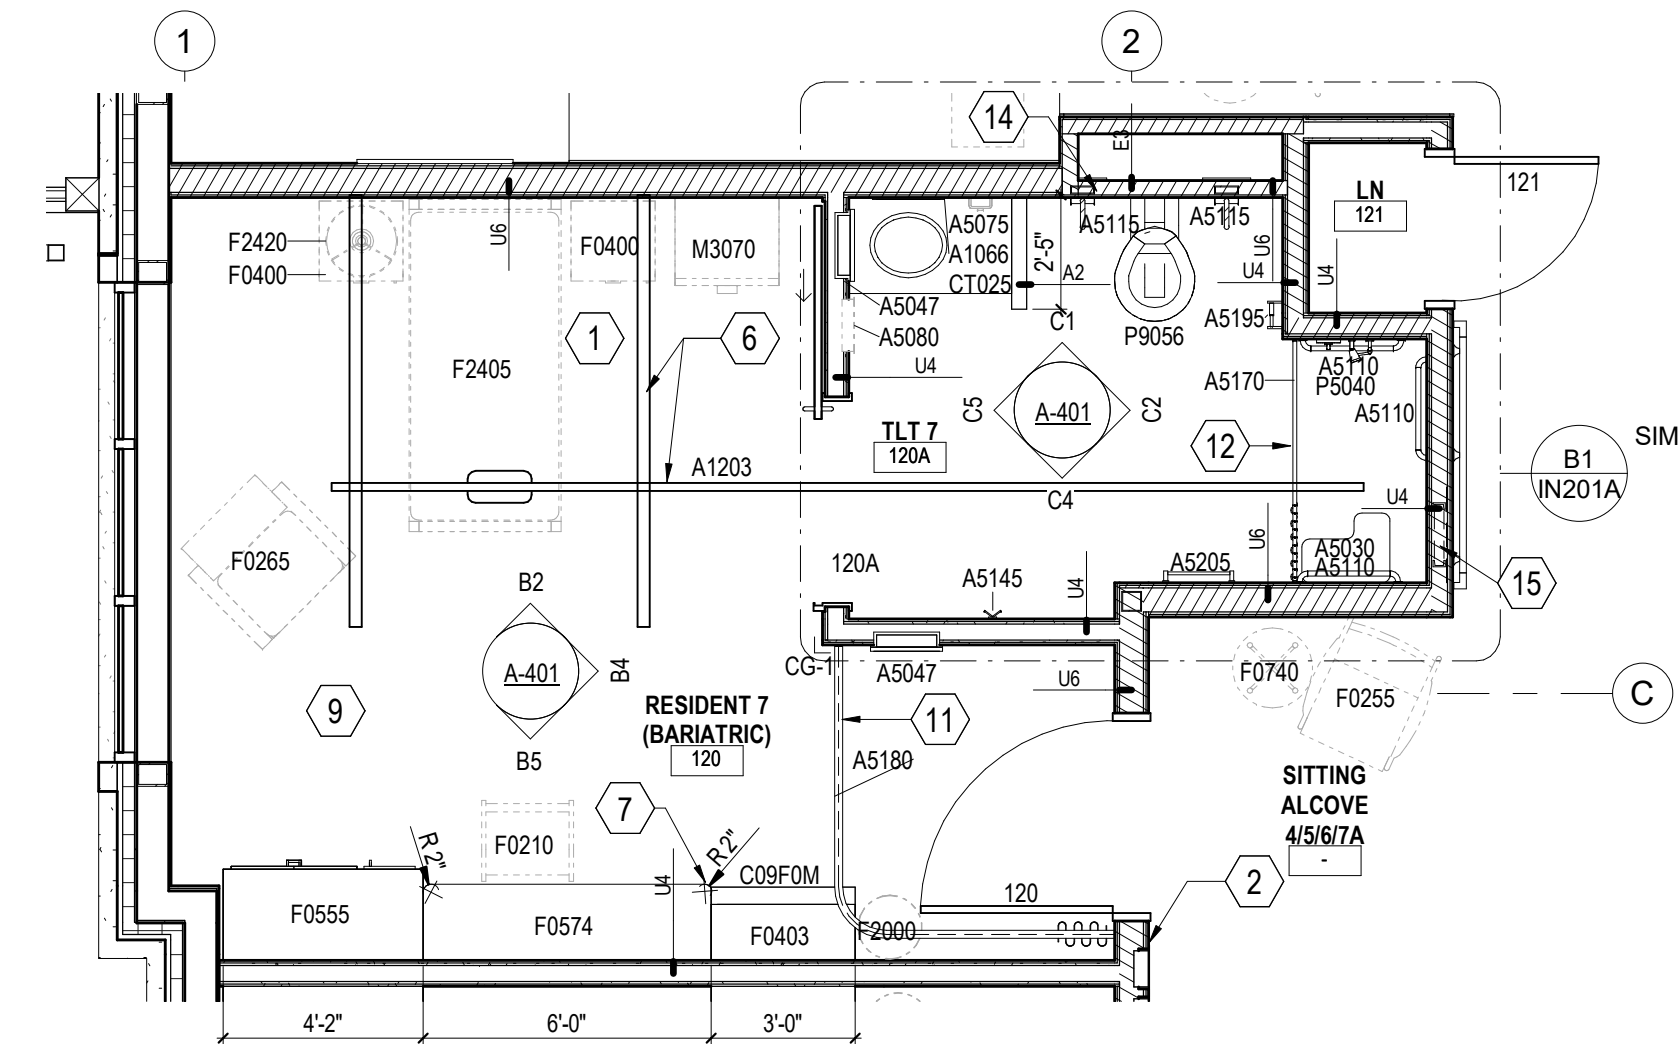 1
2
14
E3
LN
121
121
F2420
F0400
U6
F0400
M3070
A5075
A1066
CT025
2'-5"
A5115
A5115
A2
U6
U4
U4
A5047
A5080
C1
P9056
A5195
1
6
F2405
U4
A5110
P5040
A5170
A5110
C5
A-401
C2
TLT 7
120A
12
SIM
B1
IN201A
A1203
C4
U4
F0265
B2
120A
A5145
U4
A5205
U6
A5030
A5110
15
A-401
B4
CG-1
A5047
U6
F0740
F0255
C
9
RESIDENT 7
(BARIATRIC)
120
11
B5
A5180
SITTING
ALCOVE
4/5/6/7A
-
7
R 2"
F0210
R 2"
U4
C09F0M
120
2
F0555
F0574
F0403
F2000
4'-2"
6'-0"
3'-0"